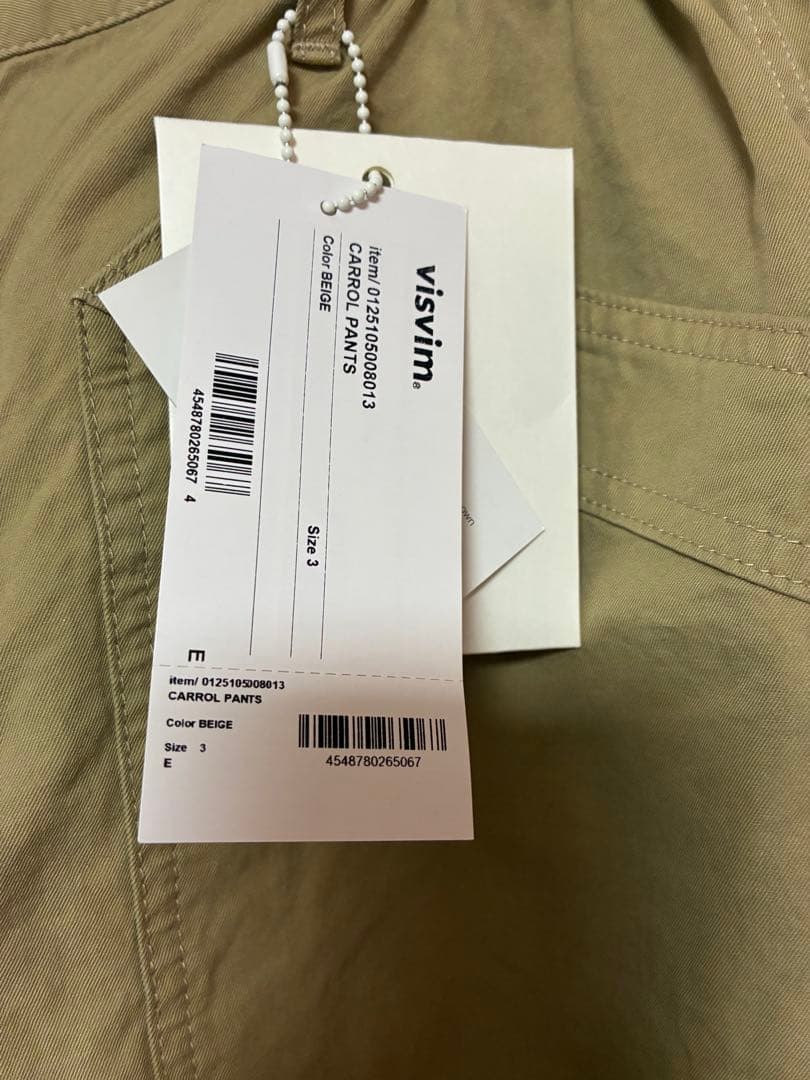 visvim®
item/ 0125105008013
CARROL PANTS
Color BEIGE
Size 3
4548780265067 4
E
item/ 0125105008013
CARROL PANTS
Color BEIGE
Size 3
E
4548780265067